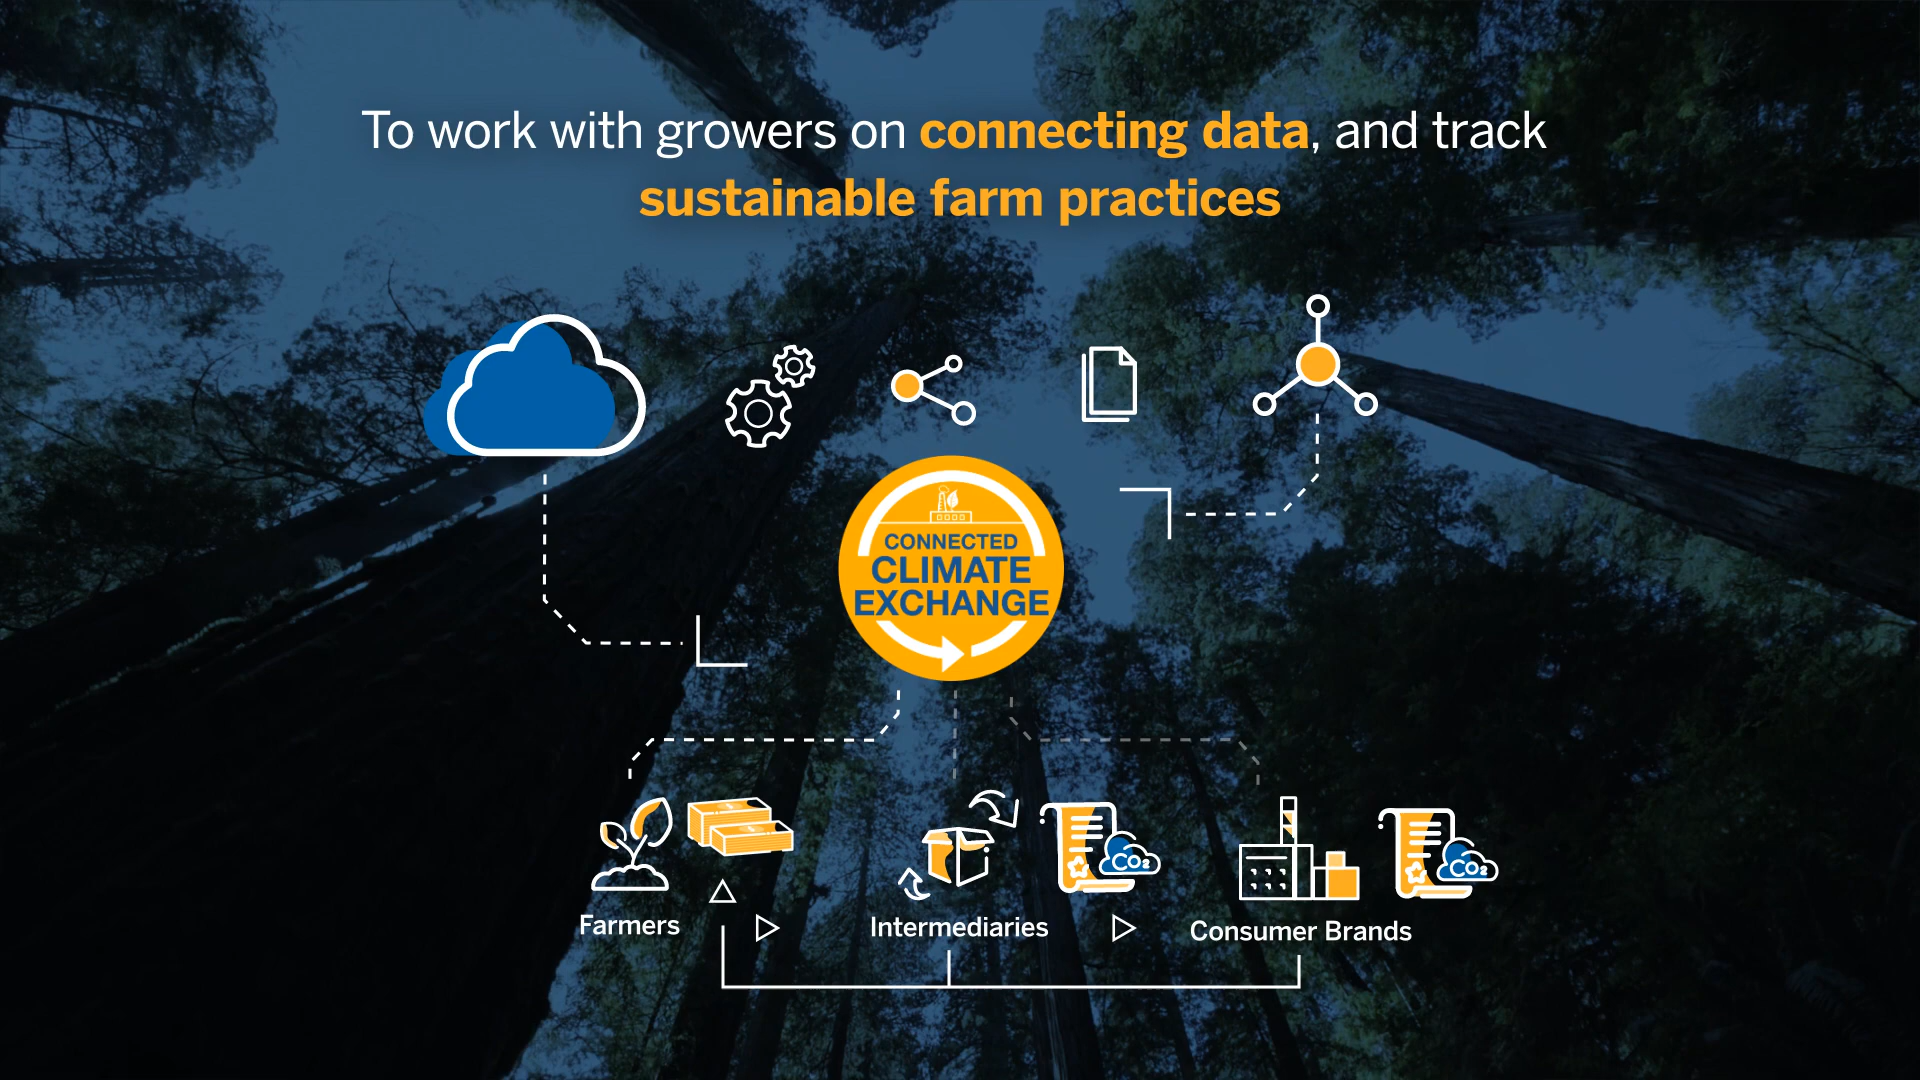 To work with growers on connecting data, and track
sustainable farm practices
CONNECTED
CLIMATE
EXCHANGE
CO₂
CO₂
Farmers
Intermediaries
Consumer Brands